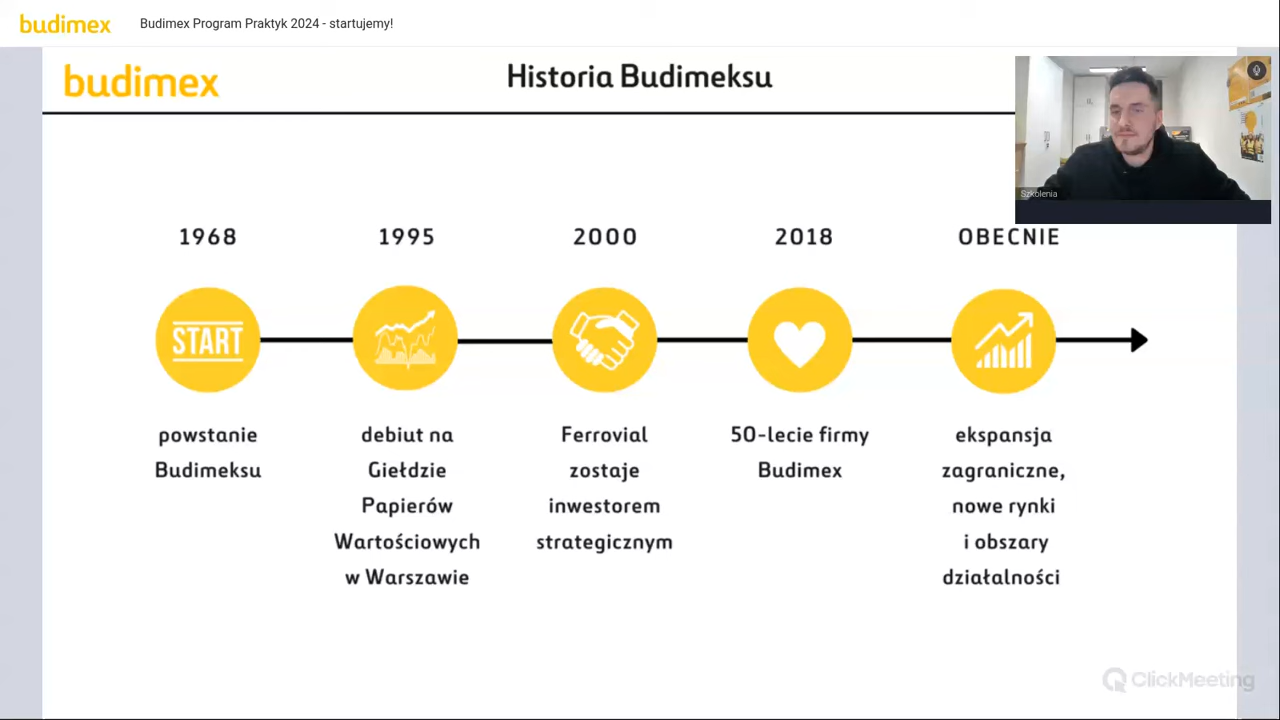 budimex
Budimex Program Praktyk 2024 - startujemy!
budimex
Historia Budimeksu
Szkolenia
1968
1995
2000
2018
OBECNIE
START
powstanie
Budimeksu
debiut na
Giełdzie
Papierów
Wartościowych
w Warszawie
Ferrovial
zostaje
inwestorem
strategicznym
50-lecie firmy
Budimex
ekspansja
zagraniczne,
nowe rynki
i obszary
działalności
ClickMeeting